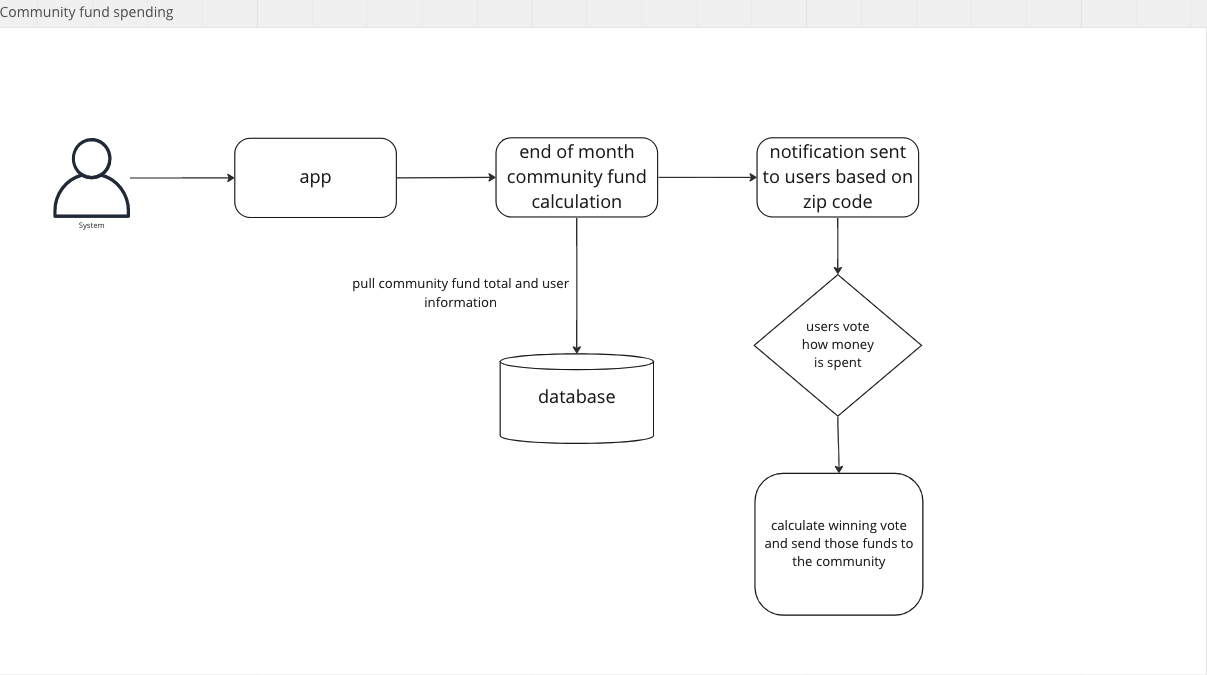 Community fund spending
System
app
end of month
community fund
calculation
notification sent
to users based on
zip code
pull community fund total and user
information
database
users vote
how money
is spent
calculate winning vote
and send those funds to
the community